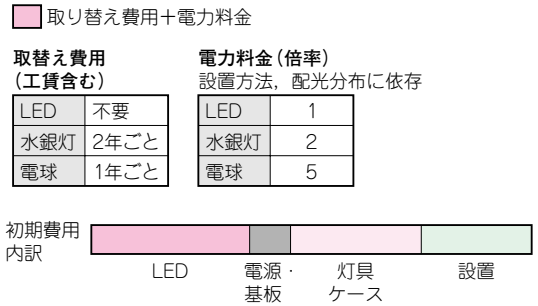 取り替え費用＋電力料金
取替え費用
（工賃含む）
LED 不要
水銀灯 2年ごと
電球 1年ごと
電力料金（倍率）
設置方法，配光分布に依存
LED 1
水銀灯 2
電球 5
初期費用
内訳
LED
電源・
基板
灯具
ケース
設置